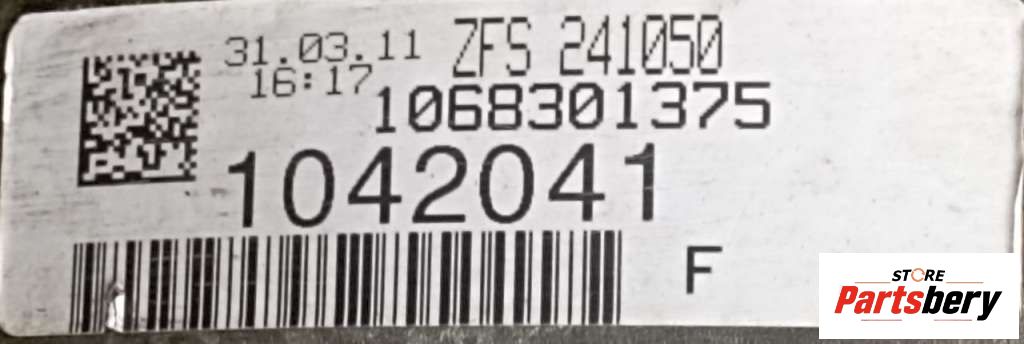 31.03.11 ZFS 241050
16:17
1068301375
1042041
F
STORE
Partsbery